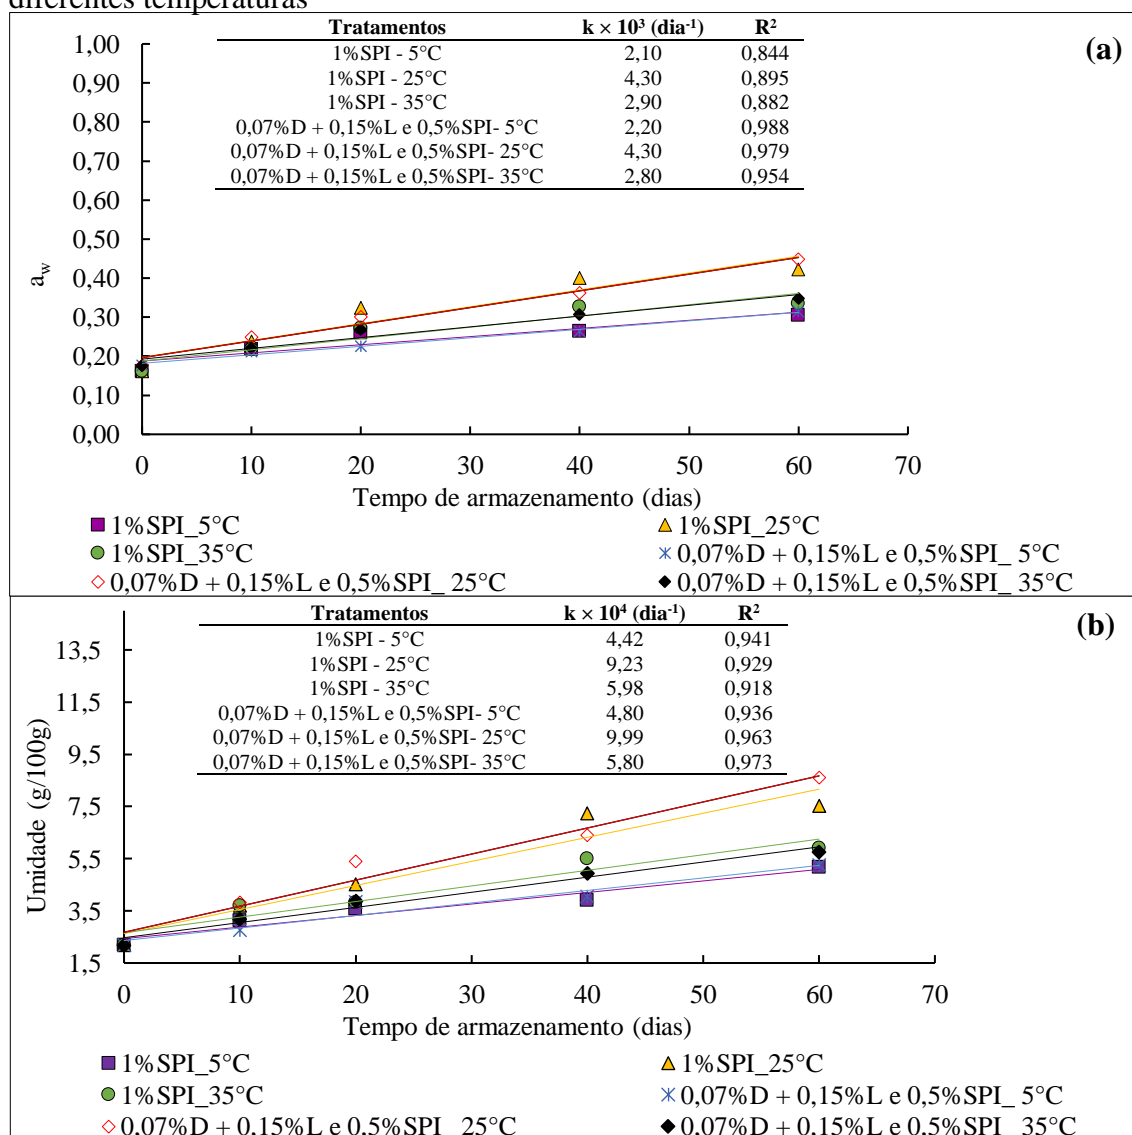 diferentes temperaturas
Tratamentos k × 10³ (dia⁻¹) R²
1%SPI - 5°C 2,10 0,844
1%SPI - 25°C 4,30 0,895
1%SPI - 35°C 2,90 0,882
0,07%D + 0,15%L e 0,5%SPI- 5°C 2,20 0,988
0,07%D + 0,15%L e 0,5%SPI- 25°C 4,30 0,979
0,07%D + 0,15%L e 0,5%SPI- 35°C 2,80 0,954
(a)
1,00
0,90
0,80
0,70
0,60
0,50
0,40
0,30
0,20
0,10
0,00
a_w
0 10 20 30 40 50 60 70
Tempo de armazenamento (dias)
1%SPI_5°C 1%SPI_25°C
1%SPI_35°C 0,07%D + 0,15%L e 0,5%SPI_ 5°C
0,07%D + 0,15%L e 0,5%SPI_ 25°C 0,07%D + 0,15%L e 0,5%SPI_ 35°C
Tratamentos k × 10⁴ (dia⁻¹) R²
1%SPI - 5°C 4,42 0,941
1%SPI - 25°C 9,23 0,929
1%SPI - 35°C 5,98 0,918
0,07%D + 0,15%L e 0,5%SPI- 5°C 4,80 0,936
0,07%D + 0,15%L e 0,5%SPI- 25°C 9,99 0,963
0,07%D + 0,15%L e 0,5%SPI- 35°C 5,80 0,973
(b)
13,5
11,5
9,5
7,5
5,5
3,5
1,5
Umidade (g/100g)
0 10 20 30 40 50 60 70
Tempo de armazenamento (dias)
1%SPI_5°C 1%SPI_25°C
1%SPI_35°C 0,07%D + 0,15%L e 0,5%SPI_ 5°C
0,07%D + 0,15%L e 0,5%SPI_ 25°C 0,07%D + 0,15%L e 0,5%SPI_ 35°C